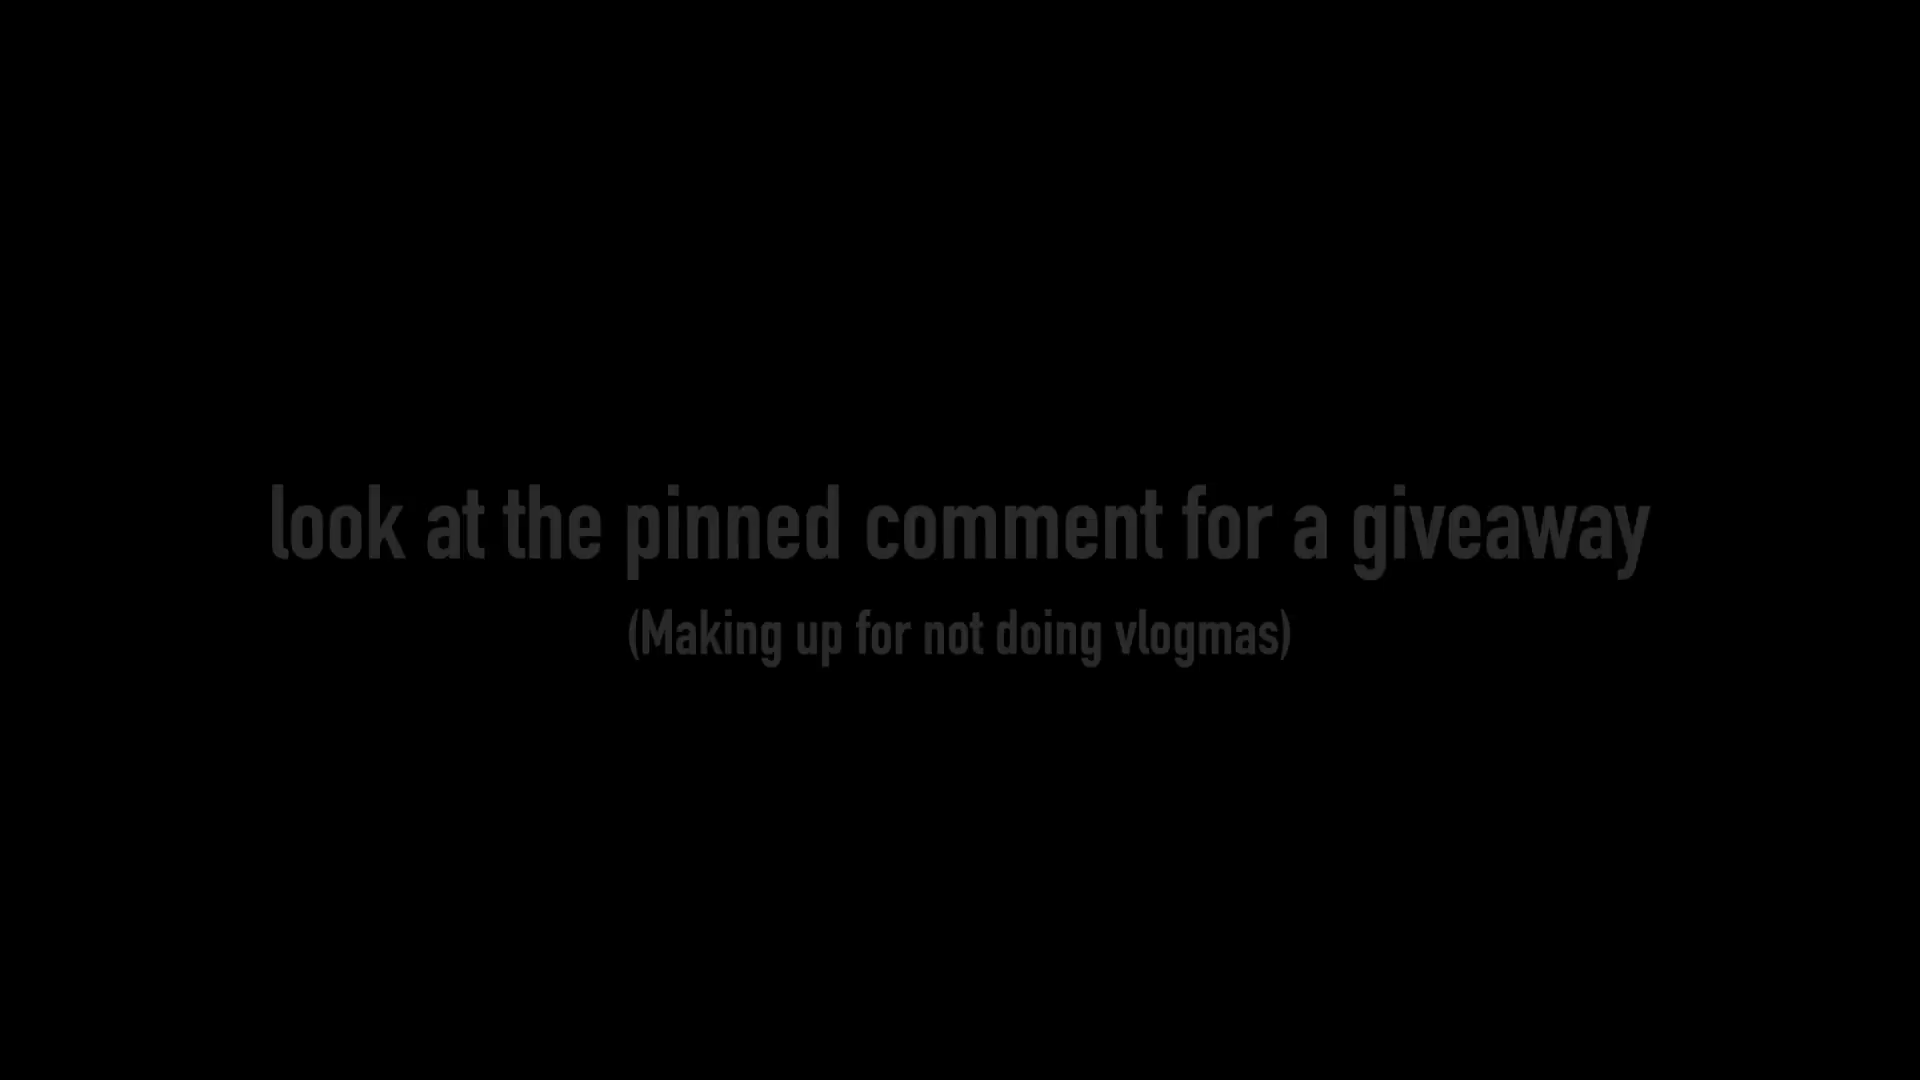 look at the pinned comment for a giveaway
(Making up for not doing vlogmas)